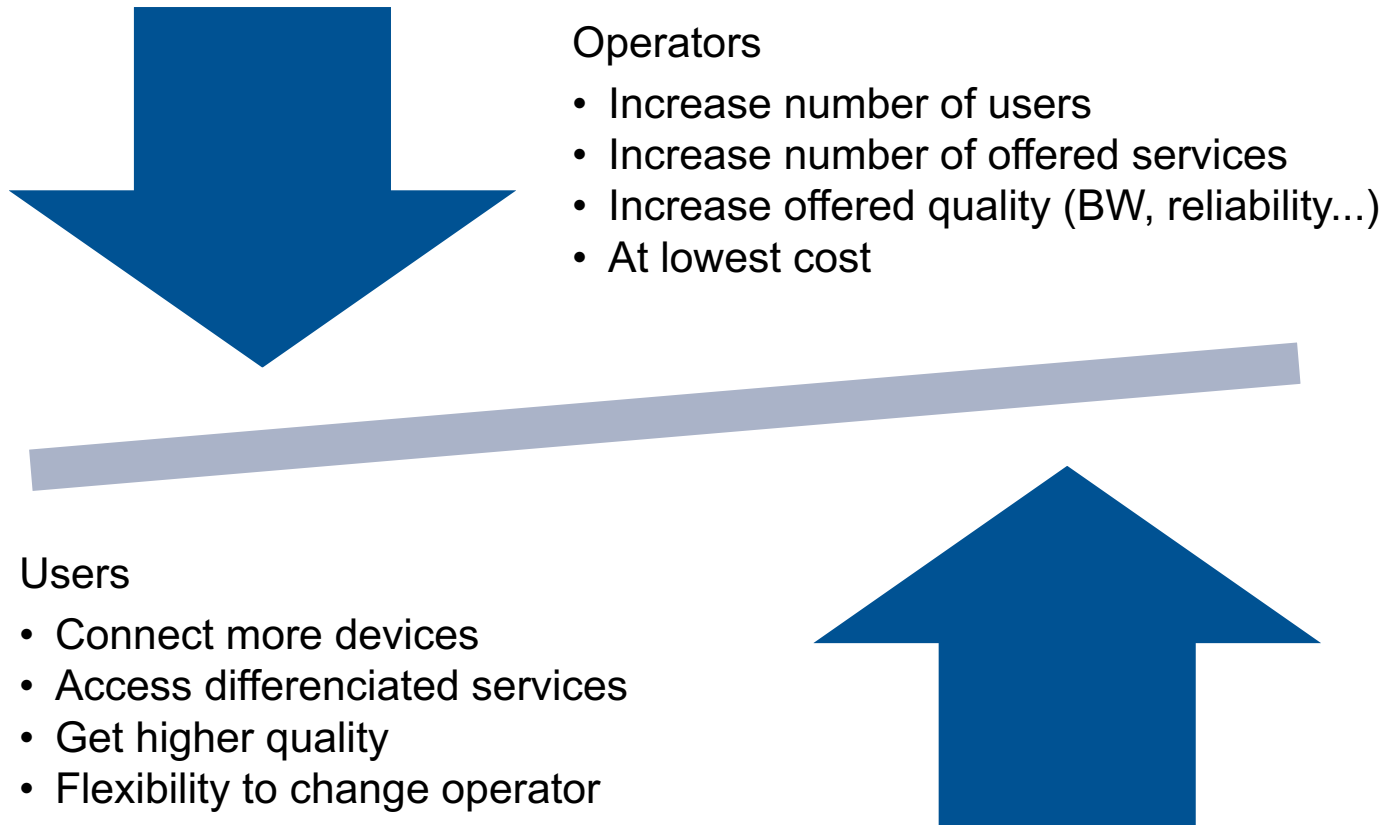 Operators
• Increase number of users
• Increase number of offered services
• Increase offered quality (BW, reliability...)
• At lowest cost
Users
• Connect more devices
• Access differenciated services
• Get higher quality
• Flexibility to change operator